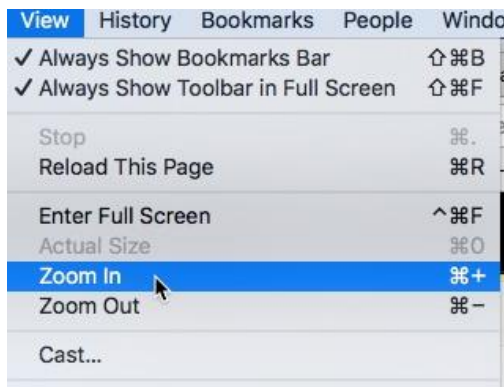 View History Bookmarks People Windo
✓ Always Show Bookmarks Bar ⇧⌘B
✓ Always Show Toolbar in Full Screen ⇧⌘F
Stop ⌘.
Reload This Page ⌘R
Enter Full Screen ^⌘F
Actual Size ⌘0
Zoom In ⌘+
Zoom Out ⌘−
Cast...